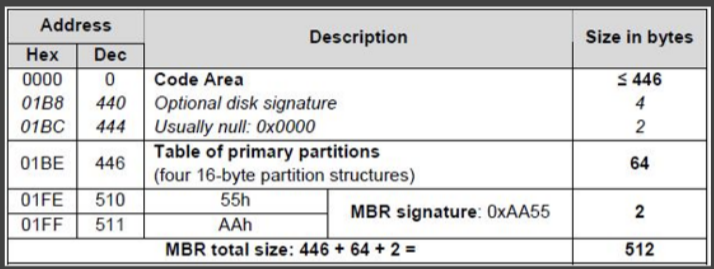 Address Description Size in bytes
Hex Dec
0000 0 Code Area ≤ 446
01B8 440 Optional disk signature 4
01BC 444 Usually null: 0x0000 2
01BE 446 Table of primary partitions 64
(four 16-byte partition structures)
01FE 510 55h MBR signature: 0xAA55 2
01FF 511 AAh
MBR total size: 446 + 64 + 2 = 512